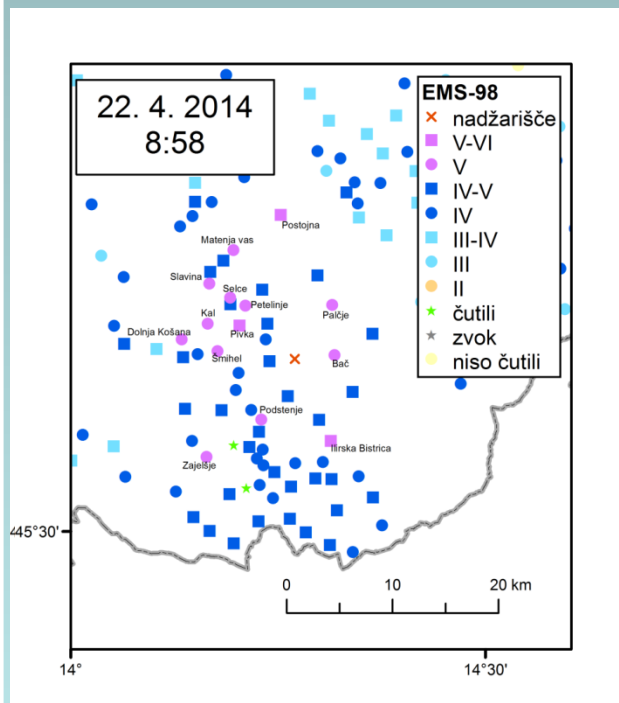 22. 4. 2014
8:58
EMS-98
nadžarišče
V-VI
V
IV-V
IV
III-IV
III
II
čutili
zvok
niso čutili
Postojna
Matenja vas
Slavina
Selce
Petelinje
Palčje
Kal
Pivka
Dolnja Košana
Šmihel
Bač
Podstenje
Ilirska Bistrica
Zajelšje
445°30'
0 10 20 km
14° 14°30'